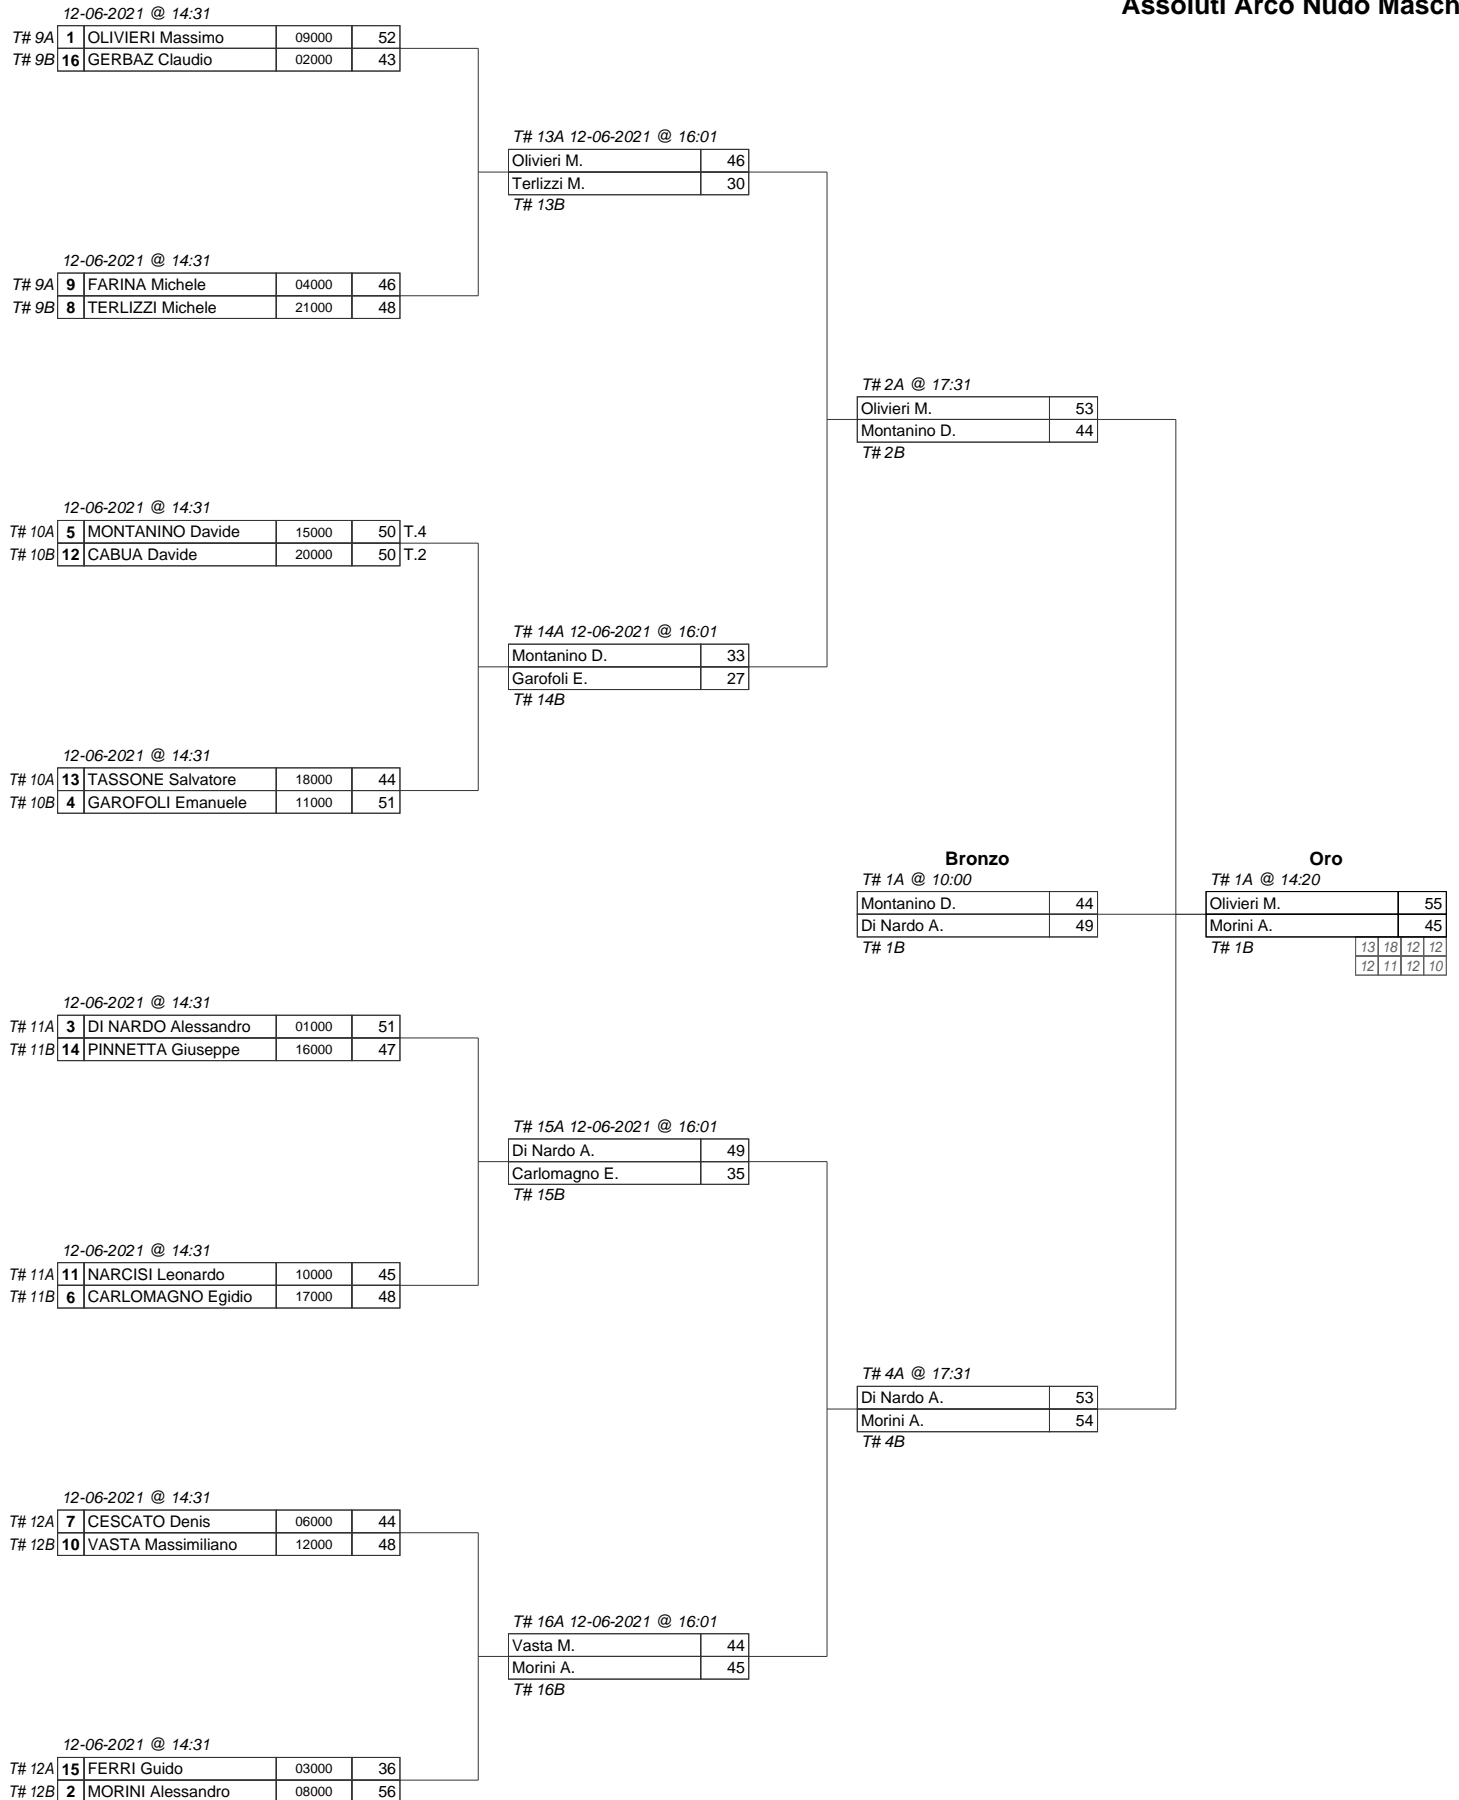 Assoluti Arco Nudo Masch
12-06-2021 @ 14:31
T# 9A 1 OLIVIERI Massimo 09000 52
T# 9B 16 GERBAZ Claudio 02000 43
T# 13A 12-06-2021 @ 16:01
Olivieri M. 46
Terlizzi M. 30
T# 13B
12-06-2021 @ 14:31
T# 9A 9 FARINA Michele 04000 46
T# 9B 8 TERLIZZI Michele 21000 48
T# 2A @ 17:31
Olivieri M. 53
Montanino D. 44
T# 2B
12-06-2021 @ 14:31
T# 10A 5 MONTANINO Davide 15000 50 T.4
T# 10B 12 CABUA Davide 20000 50 T.2
T# 14A 12-06-2021 @ 16:01
Montanino D. 33
Garofoli E. 27
T# 14B
12-06-2021 @ 14:31
T# 10A 13 TASSONE Salvatore 18000 44
T# 10B 4 GAROFOLI Emanuele 11000 51
Bronzo
T# 1A @ 10:00
Montanino D. 44
Di Nardo A. 49
T# 1B
Oro
T# 1A @ 14:20
Olivieri M. 55
Morini A. 45
T# 1B 13 18 12 12
12 11 12 10
12-06-2021 @ 14:31
T# 11A 3 DI NARDO Alessandro 01000 51
T# 11B 14 PINNETTA Giuseppe 16000 47
T# 15A 12-06-2021 @ 16:01
Di Nardo A. 49
Carlomagno E. 35
T# 15B
12-06-2021 @ 14:31
T# 11A 11 NARCISI Leonardo 10000 45
T# 11B 6 CARLOMAGNO Egidio 17000 48
T# 4A @ 17:31
Di Nardo A. 53
Morini A. 54
T# 4B
12-06-2021 @ 14:31
T# 12A 7 CESCATO Denis 06000 44
T# 12B 10 VASTA Massimiliano 12000 48
T# 16A 12-06-2021 @ 16:01
Vasta M. 44
Morini A. 45
T# 16B
12-06-2021 @ 14:31
T# 12A 15 FERRI Guido 03000 36
T# 12B 2 MORINI Alessandro 08000 56